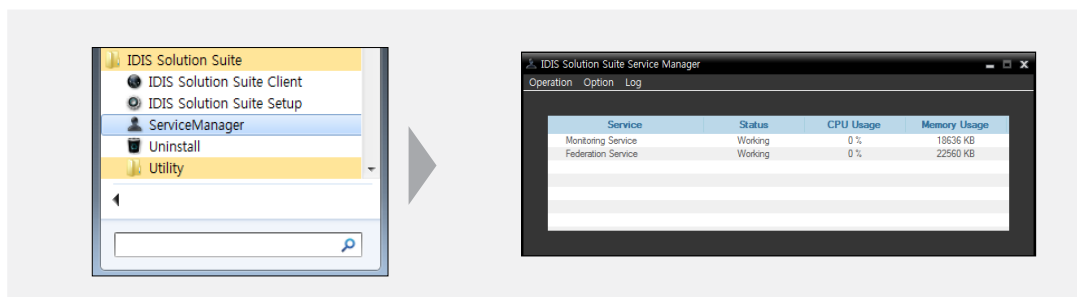 IDIS Solution Suite
IDIS Solution Suite Client
IDIS Solution Suite Setup
ServiceManager
Uninstall
Utility
IDIS Solution Suite Service Manager
Operation Option Log
Service Status CPU Usage Memory Usage
Monitoring Service Working 0 % 18636 KB
Federation Service Working 0 % 22560 KB